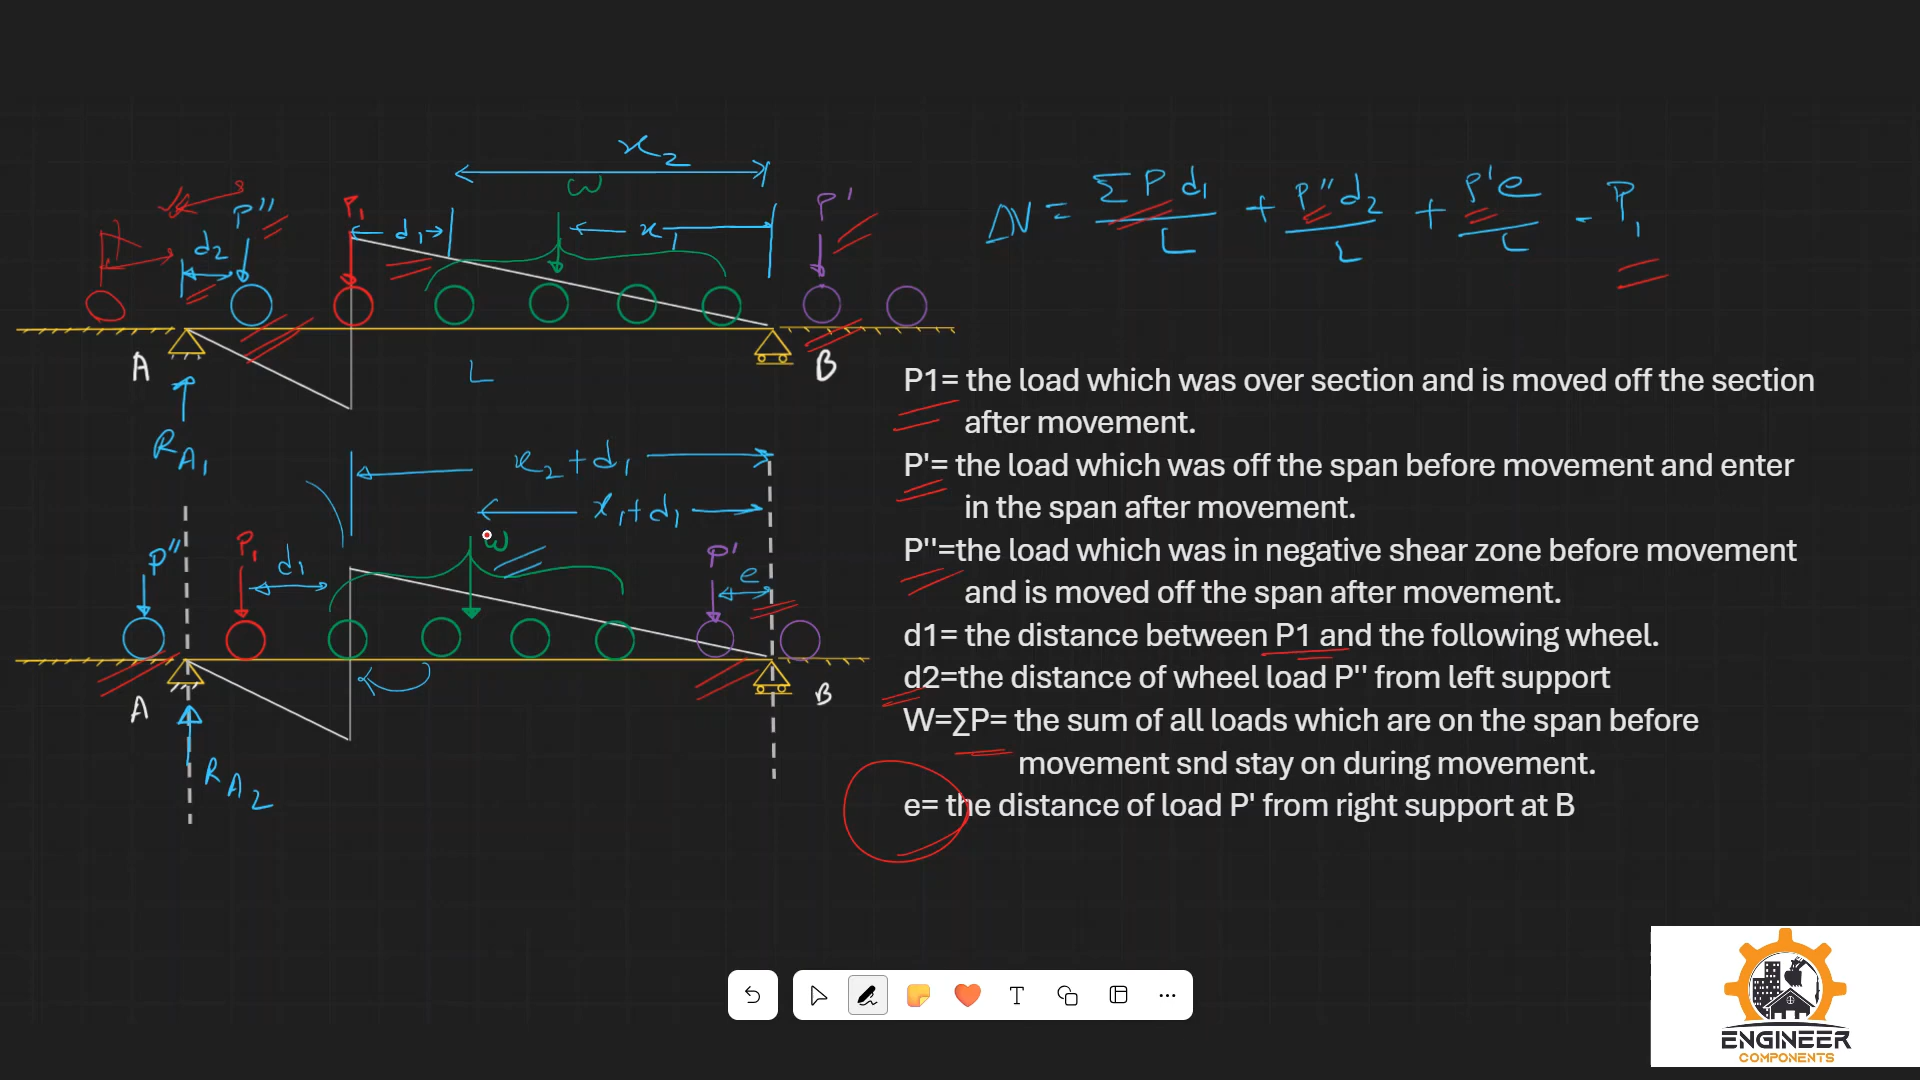 x₂
ΔV = ΣP d₁/L + P''d₂/L + P'e/L - P₁
P''
P₁
W
P'
d₂
d₁
x₁
A
L
B
R_A₁
P1= the load which was over section and is moved off the section
after movement.
P'= the load which was off the span before movement and enter
in the span after movement.
P''=the load which was in negative shear zone before movement
and is moved off the span after movement.
d1= the distance between P1 and the following wheel.
d2=the distance of wheel load P'' from left support
W=∑P= the sum of all loads which are on the span before
movement snd stay on during movement.
e= the distance of load P' from right support at B
x₂+d₁
x₁+d₁
P''
P₁
d₁
W
P'
e
A
B
R_A₂
T
ENGINEER
COMPONENTS